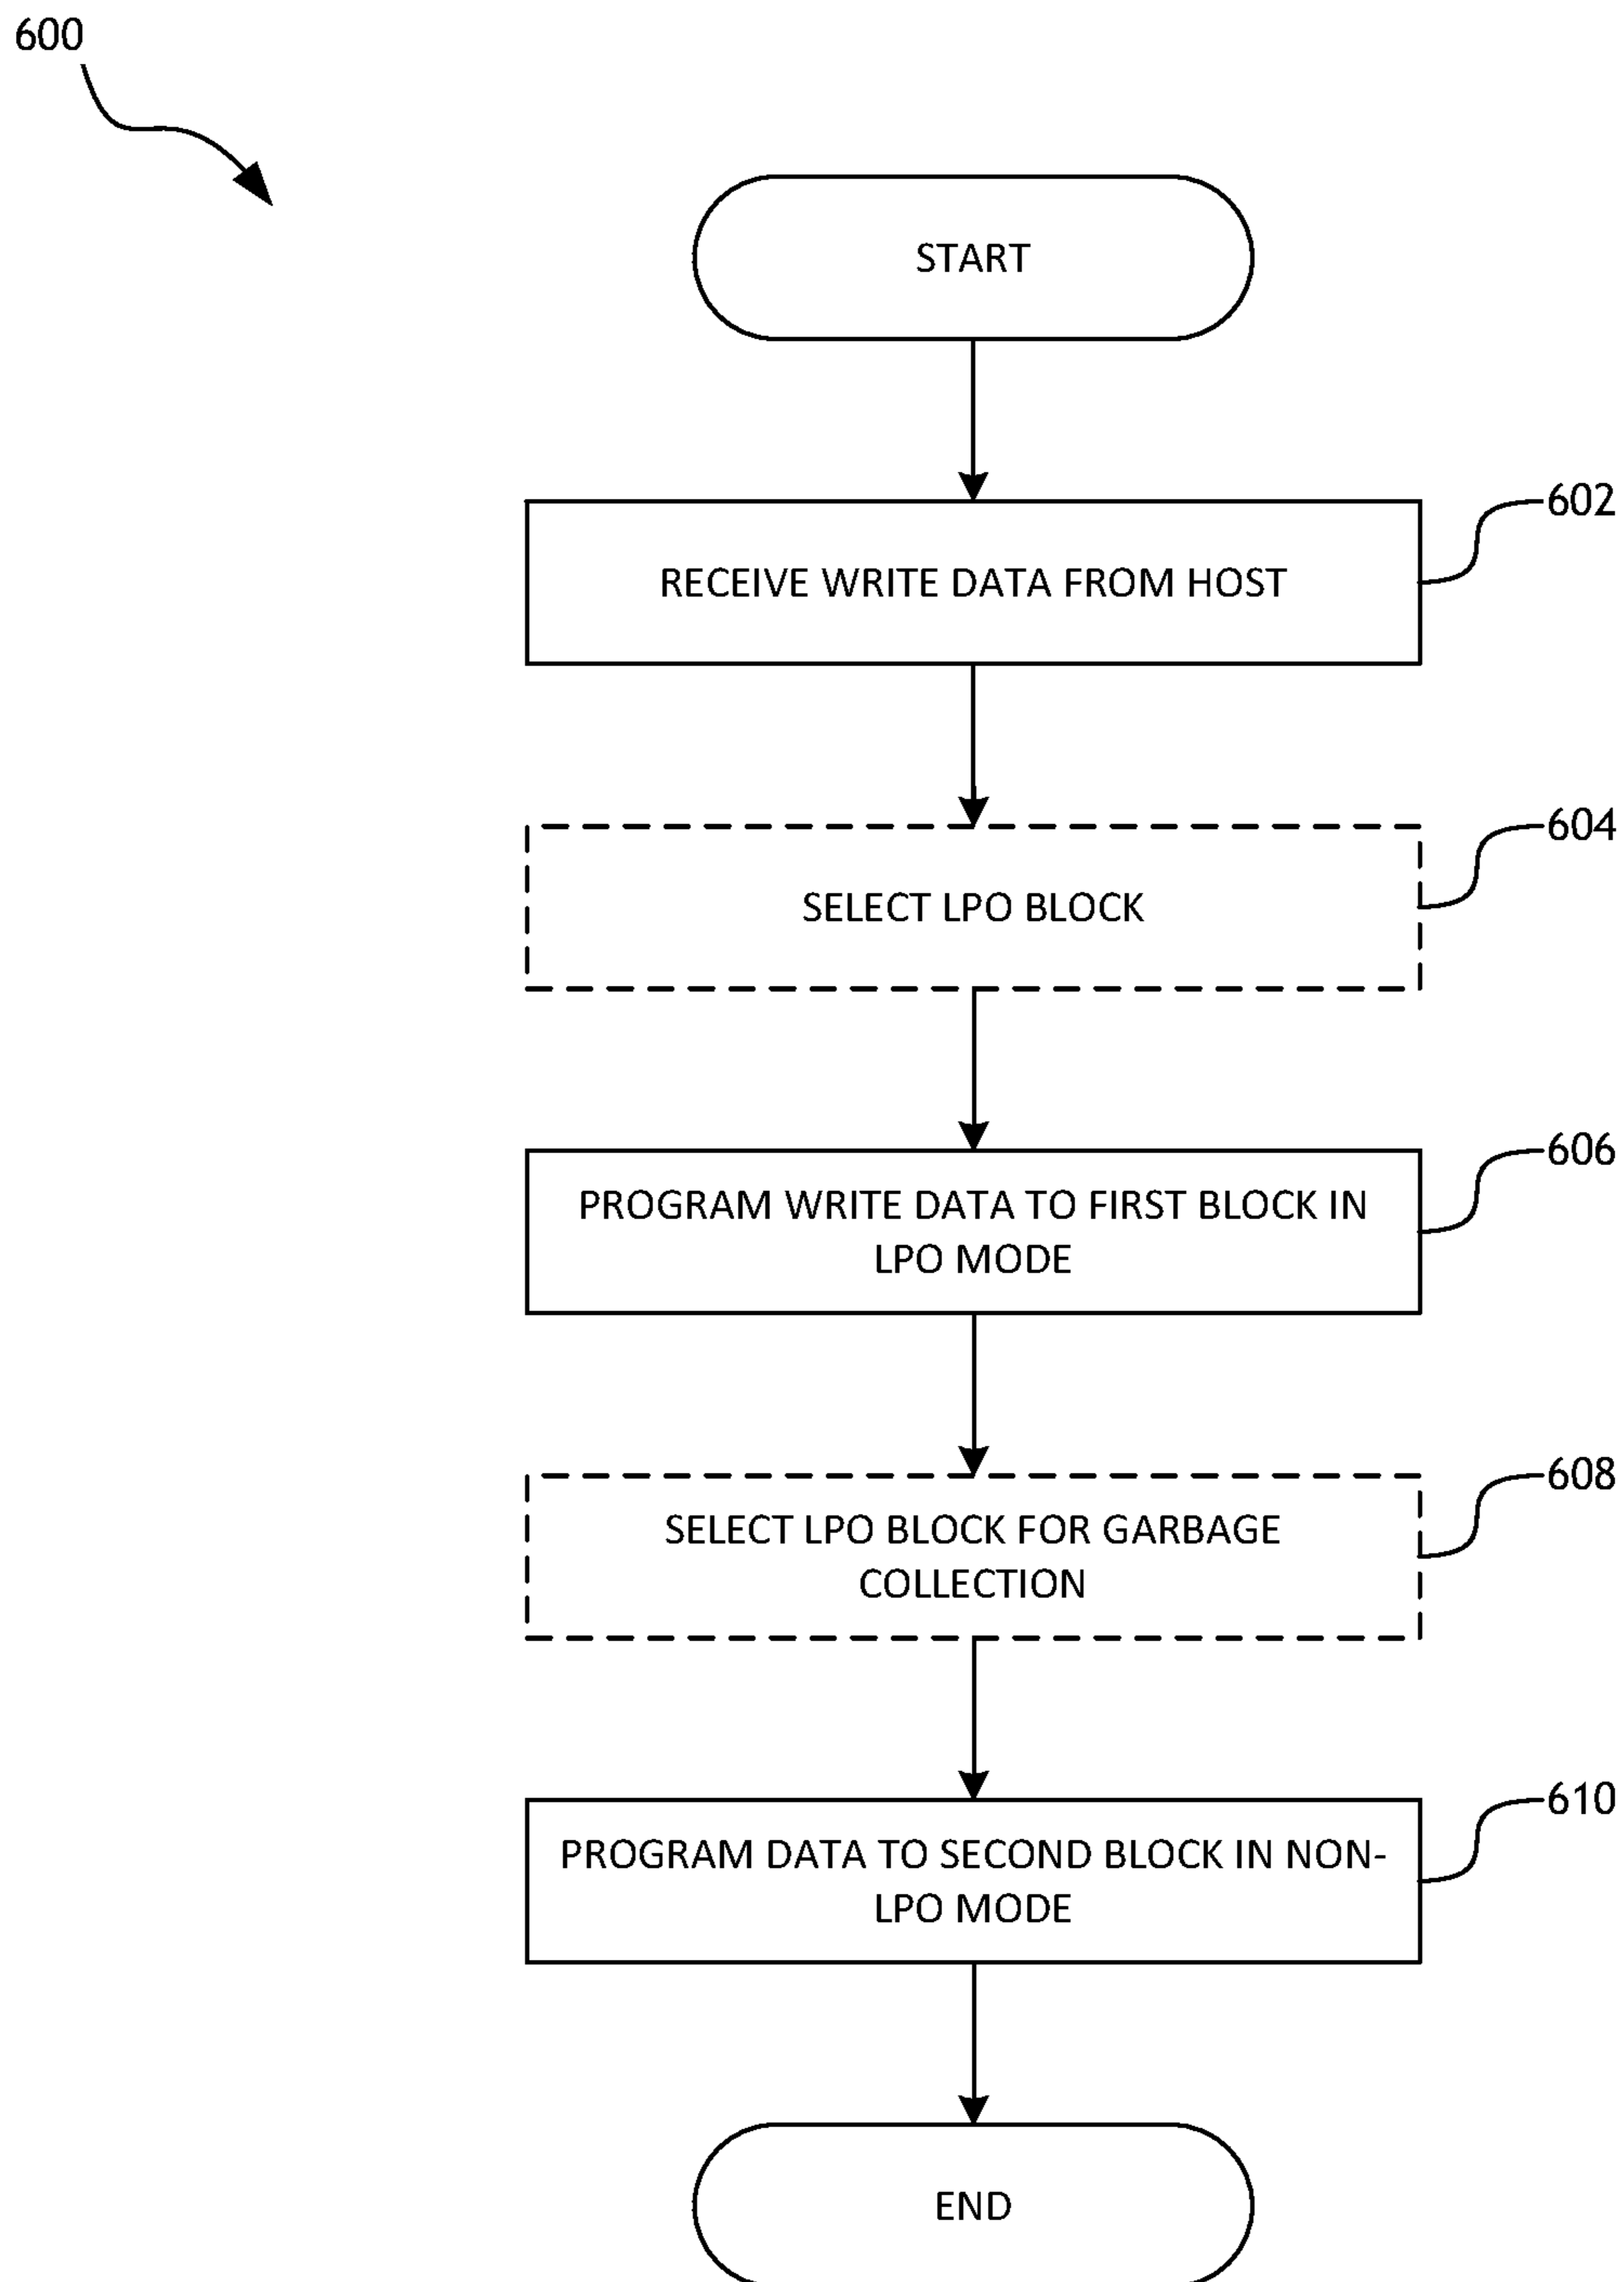 600
START
602
RECEIVE WRITE DATA FROM HOST
604
SELECT LPO BLOCK
606
PROGRAM WRITE DATA TO FIRST BLOCK IN
LPO MODE
608
SELECT LPO BLOCK FOR GARBAGE
COLLECTION
610
PROGRAM DATA TO SECOND BLOCK IN NON-
LPO MODE
END